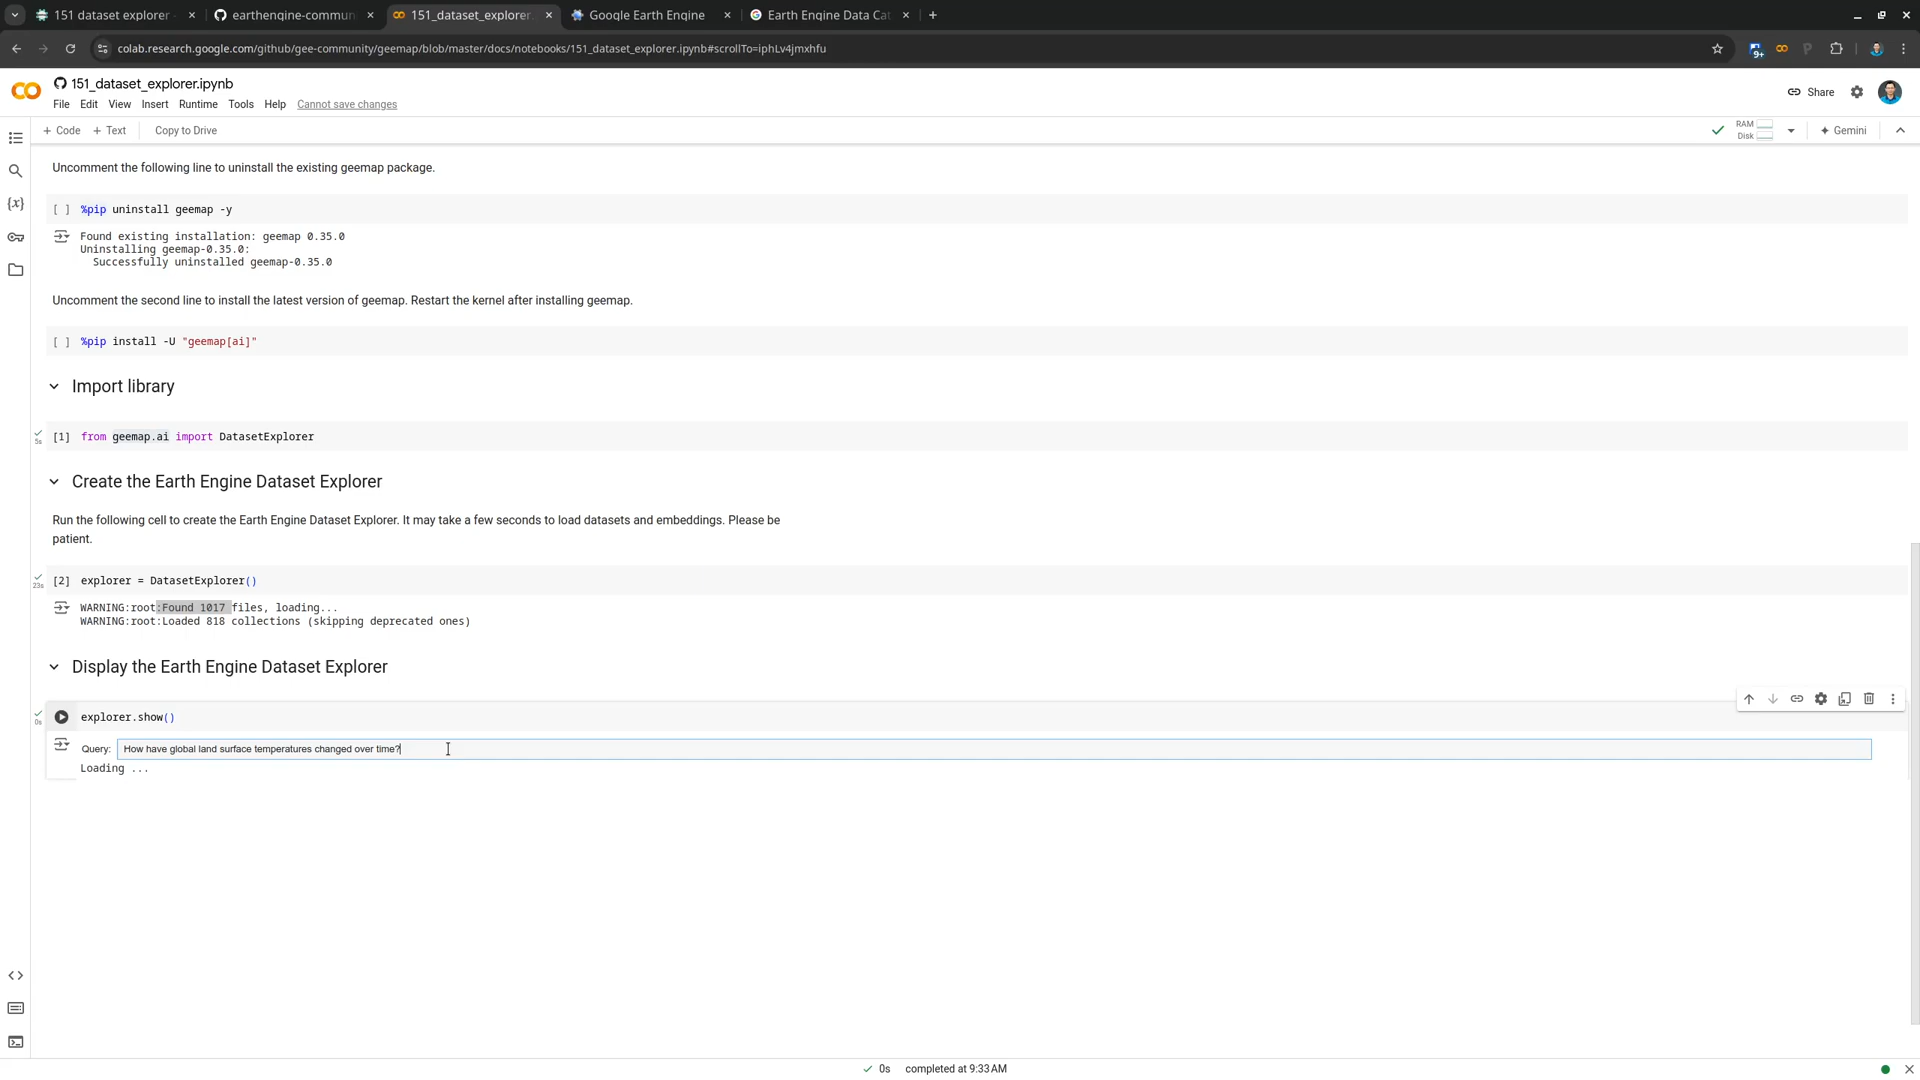 151 dataset explorer -
earthengine-commun
151_dataset_explorer.
Google Earth Engine
Earth Engine Data Cat
colab.research.google.com/github/gee-community/geemap/blob/master/docs/notebooks/151_dataset_explorer.ipynb#scrollTo=iphLv4jmxhfu
9+
151_dataset_explorer.ipynb
Share
File Edit View Insert Runtime Tools Help Cannot save changes
+ Code + Text Copy to Drive
RAM
Disk
Gemini
Uncomment the following line to uninstall the existing geemap package.
[ ] %pip uninstall geemap -y
Found existing installation: geemap 0.35.0
Uninstalling geemap-0.35.0:
Successfully uninstalled geemap-0.35.0
Uncomment the second line to install the latest version of geemap. Restart the kernel after installing geemap.
[ ] %pip install -U "geemap[ai]"
Import library
5s
[1] from geemap.ai import DatasetExplorer
Create the Earth Engine Dataset Explorer
Run the following cell to create the Earth Engine Dataset Explorer. It may take a few seconds to load datasets and embeddings. Please be
patient.
23s
[2] explorer = DatasetExplorer()
WARNING:root:Found 1017 files, loading...
WARNING:root:Loaded 818 collections (skipping deprecated ones)
Display the Earth Engine Dataset Explorer
0s
explorer.show()
Query: How have global land surface temperatures changed over time?
Loading ...
0s completed at 9:33 AM